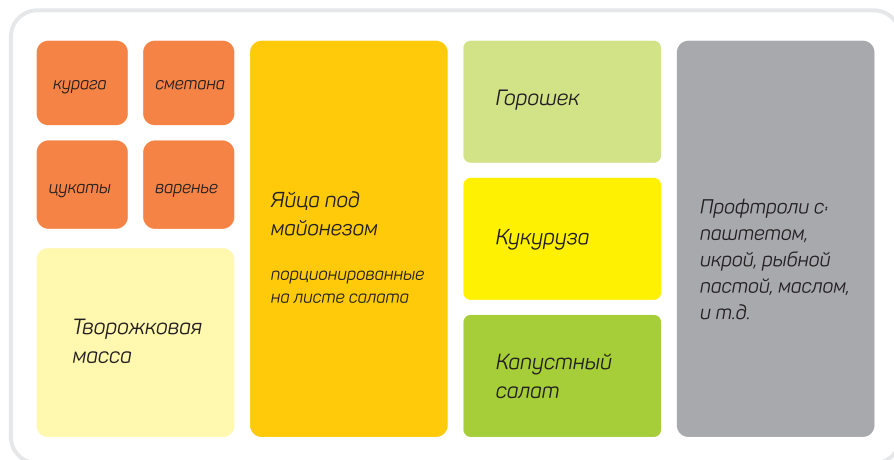 курага
сметана
цукаты
варенье
Творожковая
масса
Яйца под
майонезом
порционированные
на листе салата
Горошек
Кукуруза
Капустный
салат
Профтроли с:
паштетом,
икрой, рыбной
пастой, маслом,
и т.д.